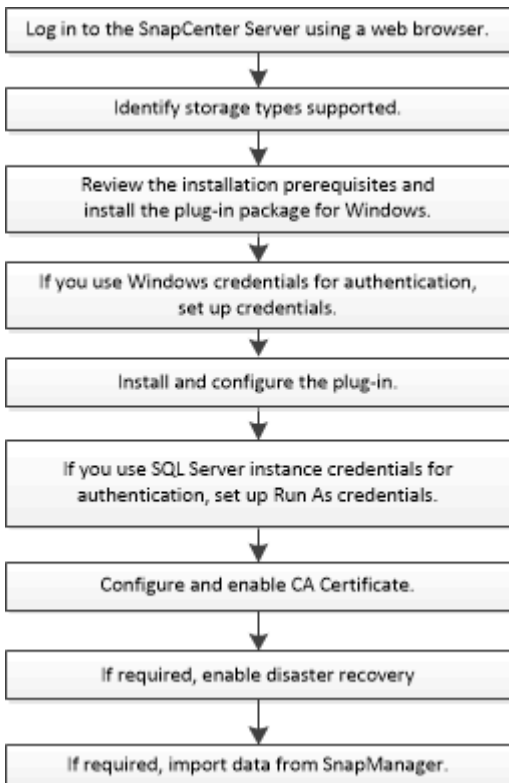 Log in to the SnapCenter Server using a web browser.
Identify storage types supported.
Review the installation prerequisites and
install the plug-in package for Windows.
If you use Windows credentials for authentication,
set up credentials.
Install and configure the plug-in.
If you use SQL Server instance credentials for
authentication, set up Run As credentials.
Configure and enable CA Certificate.
If required, enable disaster recovery
If required, import data from SnapManager.